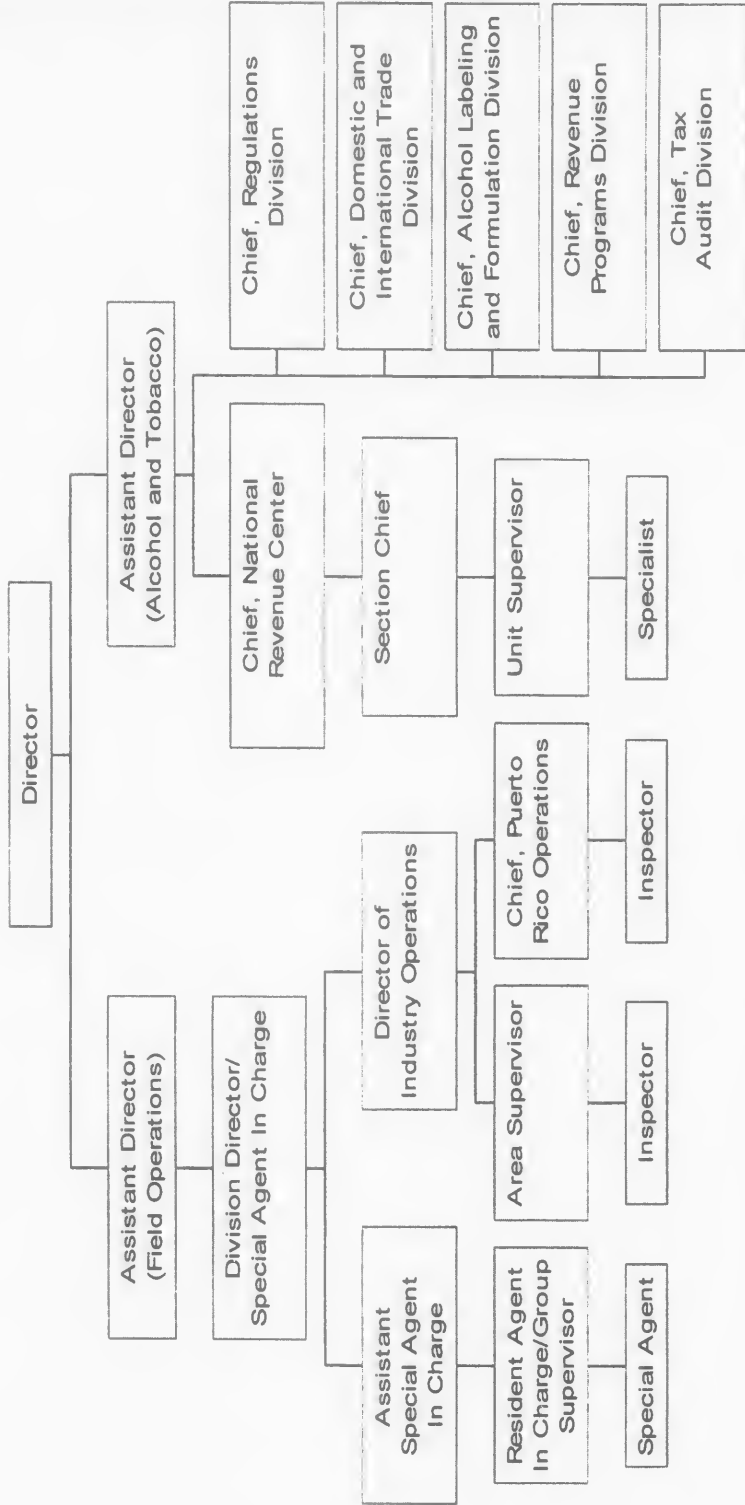 Director
Assistant Director
(Field Operations)
Assistant Director
(Alcohol and Tobacco)
Division Director/
Special Agent In Charge
Chief, National
Revenue Center
Chief, Regulations
Division
Chief, Domestic and
International Trade
Division
Chief, Alcohol Labeling
and Formulation Division
Chief, Revenue
Programs Division
Chief, Tax
Audit Division
Assistant
Special Agent
In Charge
Director of
Industry Operations
Section Chief
Resident Agent
In Charge/Group
Supervisor
Area Supervisor
Chief, Puerto
Rico Operations
Unit Supervisor
Special Agent
Inspector
Inspector
Specialist